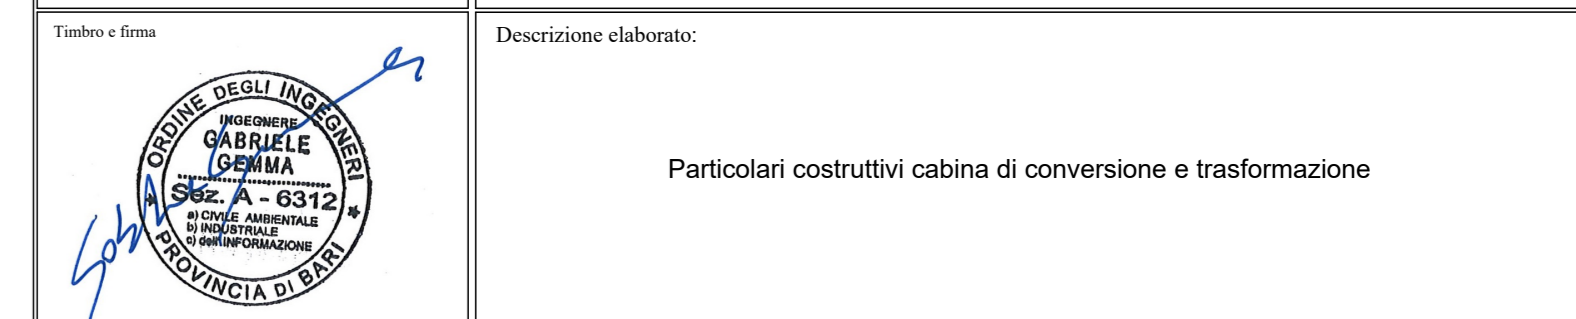 Timbro e firma
Descrizione elaborato:
ORDINE DEGLI INGEGNERI
INGEGNERE
GABRIELE
GEMMA
Sez. A - 6312
a) CIVILE AMBIENTALE
b) INDUSTRIALE
c) dell'INFORMAZIONE
PROVINCIA DI BARI
Particolari costruttivi cabina di conversione e trasformazione